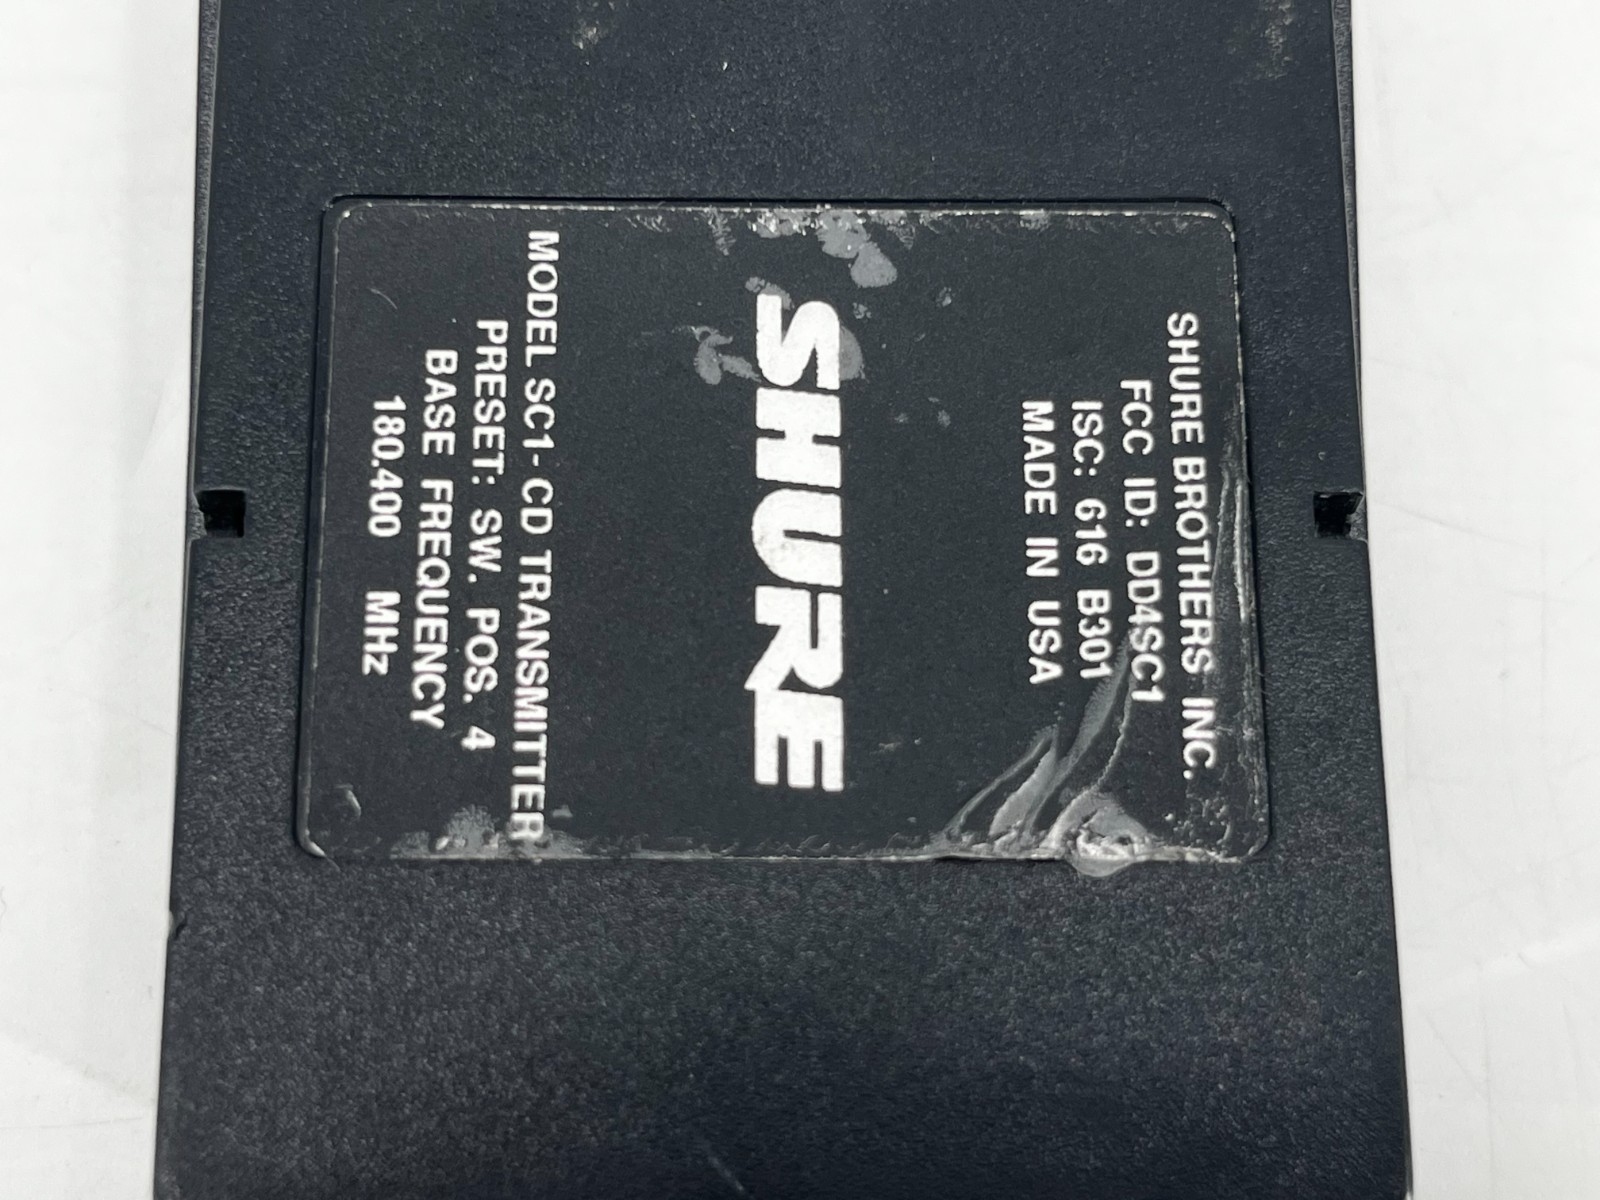 SHURE BROTHERS INC.
FCC ID: DD4SC1
ISC: 616 B301
MADE IN USA
SHURE
MODEL SC1-CD TRANSMITTER
PRESET: SW. POS. 4
BASE FREQUENCY
180.400 MHz